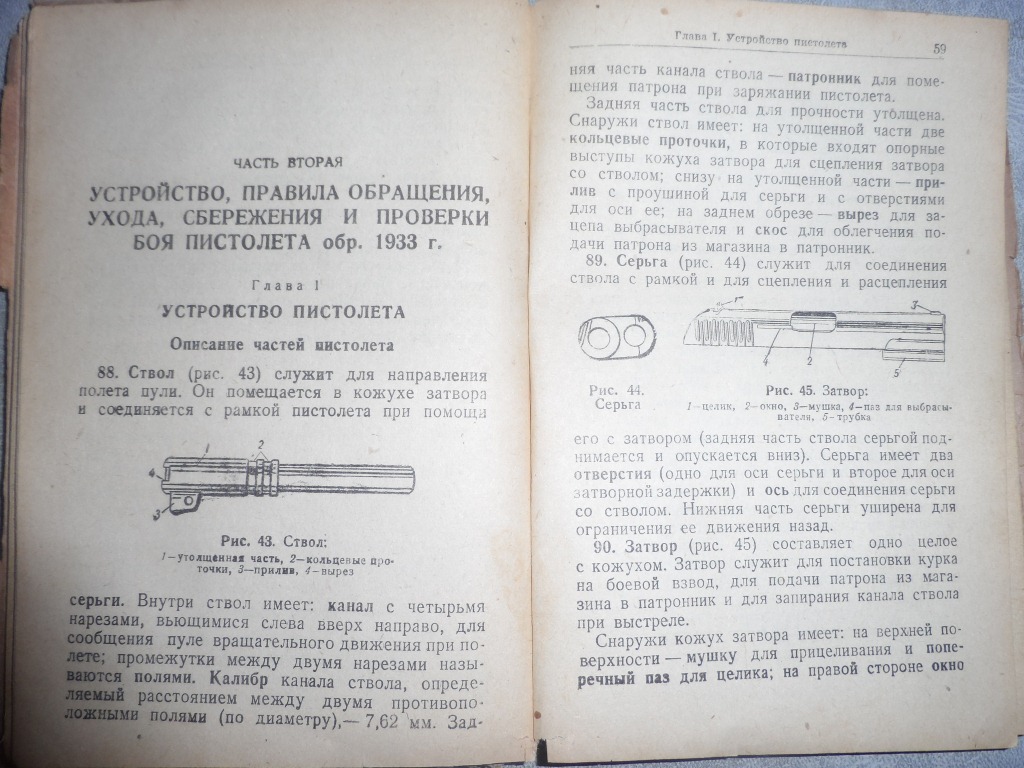 ЧАСТЬ ВТОРАЯ
УСТРОЙСТВО, ПРАВИЛА ОБРАЩЕНИЯ,
УХОДА, СБЕРЕЖЕНИЯ И ПРОВЕРКИ
БОЯ ПИСТОЛЕТА обр. 1933 г.
Глава I
УСТРОЙСТВО ПИСТОЛЕТА
Описание частей пистолета
88. Ствол (рис. 43) служит для направления
полета пули. Он помещается в кожухе затвора
и соединяется с рамкой пистолета при помощи
1
2
4
3
Рис. 43. Ствол:
1—утолщенная часть, 2—кольцевые про-
точки, 3—прилив, 4—вырез
серьги. Внутри ствол имеет: канал с четырьмя
нарезами, вьющимися слева вверх направо, для
сообщения пуле вращательного движения при по-
лете; промежутки между двумя нарезами назы-
ваются полями. Калибр канала ствола, опреде-
ляемый расстоянием между двумя противопо-
ложными полями (по диаметру),— 7,62 мм. Зад-
Глава I. Устройство пистолета 59
няя часть канала ствола — патронник для поме-
щения патрона при заряжании пистолета.
Задняя часть ствола для прочности утолщена.
Снаружи ствол имеет: на утолщенной части две
кольцевые проточки, в которые входят опорные
выступы кожуха затвора для сцепления затвора
со стволом; снизу на утолщенной части — при-
лив с проушиной для серьги и с отверстиями
для оси ее; на заднем обрезе — вырез для за-
цепа выбрасывателя и скос для облегчения по-
дачи патрона из магазина в патронник.
89. Серьга (рис. 44) служит для соединения
ствола с рамкой и для сцепления и расцепления
1
3
4
2
5
Рис. 44.
Серьга
Рис. 45. Затвор:
1—целик, 2—окно, 3—мушка, 4—паз для выбрасы-
вателя, 5—трубка
его с затвором (задняя часть ствола серьгой под-
нимается и опускается вниз). Серьга имеет два
отверстия (одно для оси серьги и второе для оси
затворной задержки) и ось для соединения серьги
со стволом. Нижняя часть серьги уширена для
ограничения ее движения назад.
90. Затвор (рис. 45) составляет одно целое
с кожухом. Затвор служит для постановки курка
на боевой взвод, для подачи патрона из мага-
зина в патронник и для запирания канала ствола
при выстреле.
Снаружи кожух затвора имеет: на верхней по-
верхности — мушку для прицеливания и попе-
речный паз для целика; на правой стороне окно